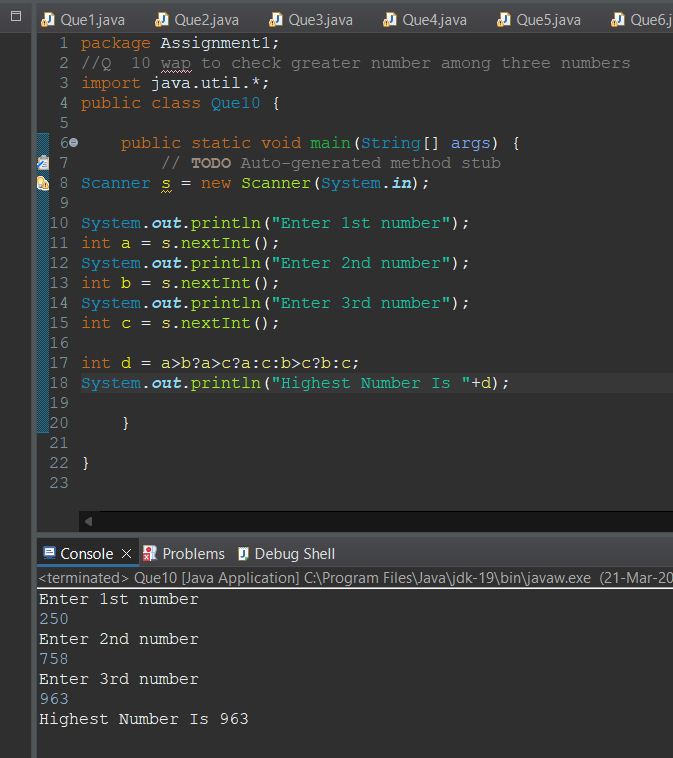 Que1.java Que2.java Que3.java Que4.java Que5.java Que6.j
1 package Assignment1;
2 //Q  10 wap to check greater number among three numbers
3 import java.util.*;
4 public class Que10 {
5
6     public static void main(String[] args) {
7         // TODO Auto-generated method stub
8 Scanner s = new Scanner(System.in);
9
10 System.out.println("Enter 1st number");
11 int a = s.nextInt();
12 System.out.println("Enter 2nd number");
13 int b = s.nextInt();
14 System.out.println("Enter 3rd number");
15 int c = s.nextInt();
16
17 int d = a>b?a>c?a:c:b>c?b:c;
18 System.out.println("Highest Number Is "+d);
19
20     }
21
22 }
23
Console Problems Debug Shell
<terminated> Que10 [Java Application] C:\Program Files\Java\jdk-19\bin\javaw.exe (21-Mar-20
Enter 1st number
250
Enter 2nd number
758
Enter 3rd number
963
Highest Number Is 963